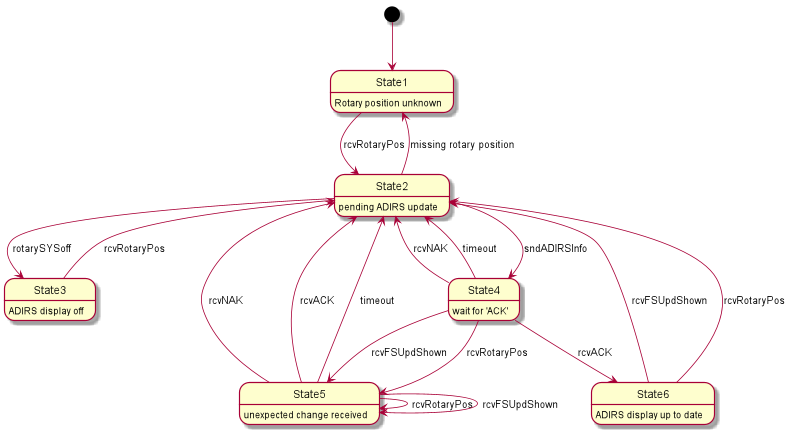 State1
Rotary position unknown
rcvRotaryPos
missing rotary position
State2
pending ADIRS update
rotarySYSoff
rcvRotaryPos
rcvNAK
timeout
sndADIRSInfo
State3
ADIRS display off
rcvNAK
rcvACK
timeout
State4
wait for 'ACK'
rcvFSUpdShown
rcvRotaryPos
rcvFSUpdShown
rcvRotaryPos
rcvACK
State5
unexpected change received
rcvRotaryPos
rcvFSUpdShown
State6
ADIRS display up to date